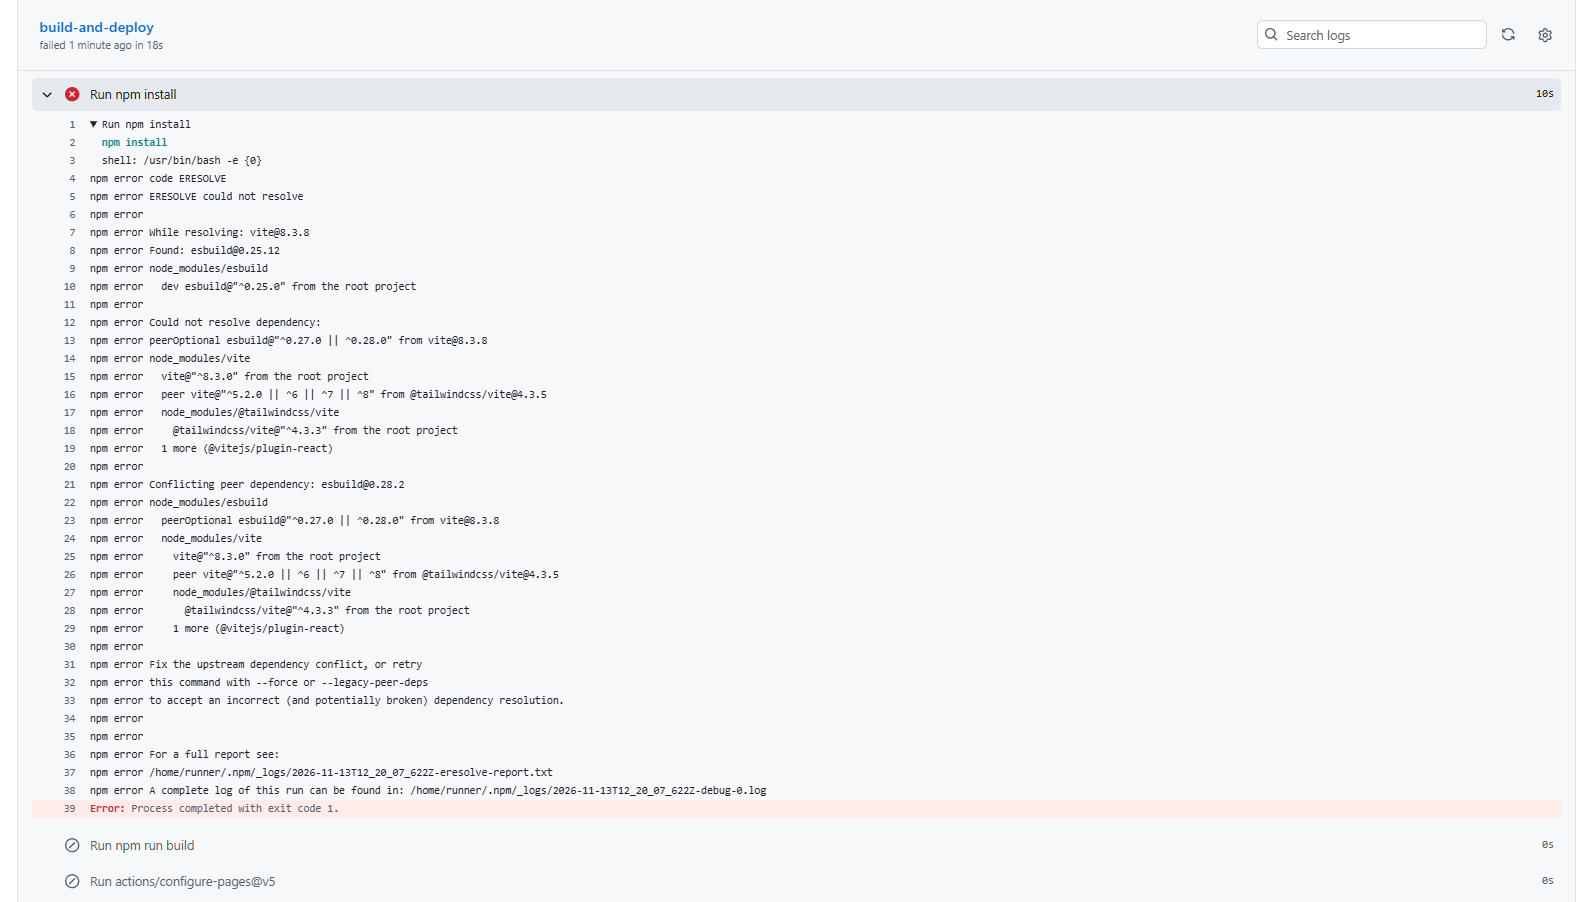 build-and-deploy
failed 1 minute ago in 18s
Search logs
Run npm install 10s
1 ▼ Run npm install
2 npm install
3 shell: /usr/bin/bash -e {0}
4 npm error code ERESOLVE
5 npm error ERESOLVE could not resolve
6 npm error
7 npm error While resolving: vite@8.3.8
8 npm error Found: esbuild@0.25.12
9 npm error node_modules/esbuild
10 npm error   dev esbuild@"^0.25.0" from the root project
11 npm error
12 npm error Could not resolve dependency:
13 npm error peerOptional esbuild@"^0.27.0 || ^0.28.0" from vite@8.3.8
14 npm error node_modules/vite
15 npm error   vite@"^8.3.0" from the root project
16 npm error   peer vite@"^5.2.0 || ^6 || ^7 || ^8" from @tailwindcss/vite@4.3.5
17 npm error   node_modules/@tailwindcss/vite
18 npm error     @tailwindcss/vite@"^4.3.3" from the root project
19 npm error   1 more (@vitejs/plugin-react)
20 npm error
21 npm error Conflicting peer dependency: esbuild@0.28.2
22 npm error node_modules/esbuild
23 npm error   peerOptional esbuild@"^0.27.0 || ^0.28.0" from vite@8.3.8
24 npm error   node_modules/vite
25 npm error     vite@"^8.3.0" from the root project
26 npm error     peer vite@"^5.2.0 || ^6 || ^7 || ^8" from @tailwindcss/vite@4.3.5
27 npm error     node_modules/@tailwindcss/vite
28 npm error       @tailwindcss/vite@"^4.3.3" from the root project
29 npm error     1 more (@vitejs/plugin-react)
30 npm error
31 npm error Fix the upstream dependency conflict, or retry
32 npm error this command with --force or --legacy-peer-deps
33 npm error to accept an incorrect (and potentially broken) dependency resolution.
34 npm error
35 npm error
36 npm error For a full report see:
37 npm error /home/runner/.npm/_logs/2026-11-13T12_20_07_622Z-eresolve-report.txt
38 npm error A complete log of this run can be found in: /home/runner/.npm/_logs/2026-11-13T12_20_07_622Z-debug-0.log
39 Error: Process completed with exit code 1.
Run npm run build 0s
Run actions/configure-pages@v5 0s